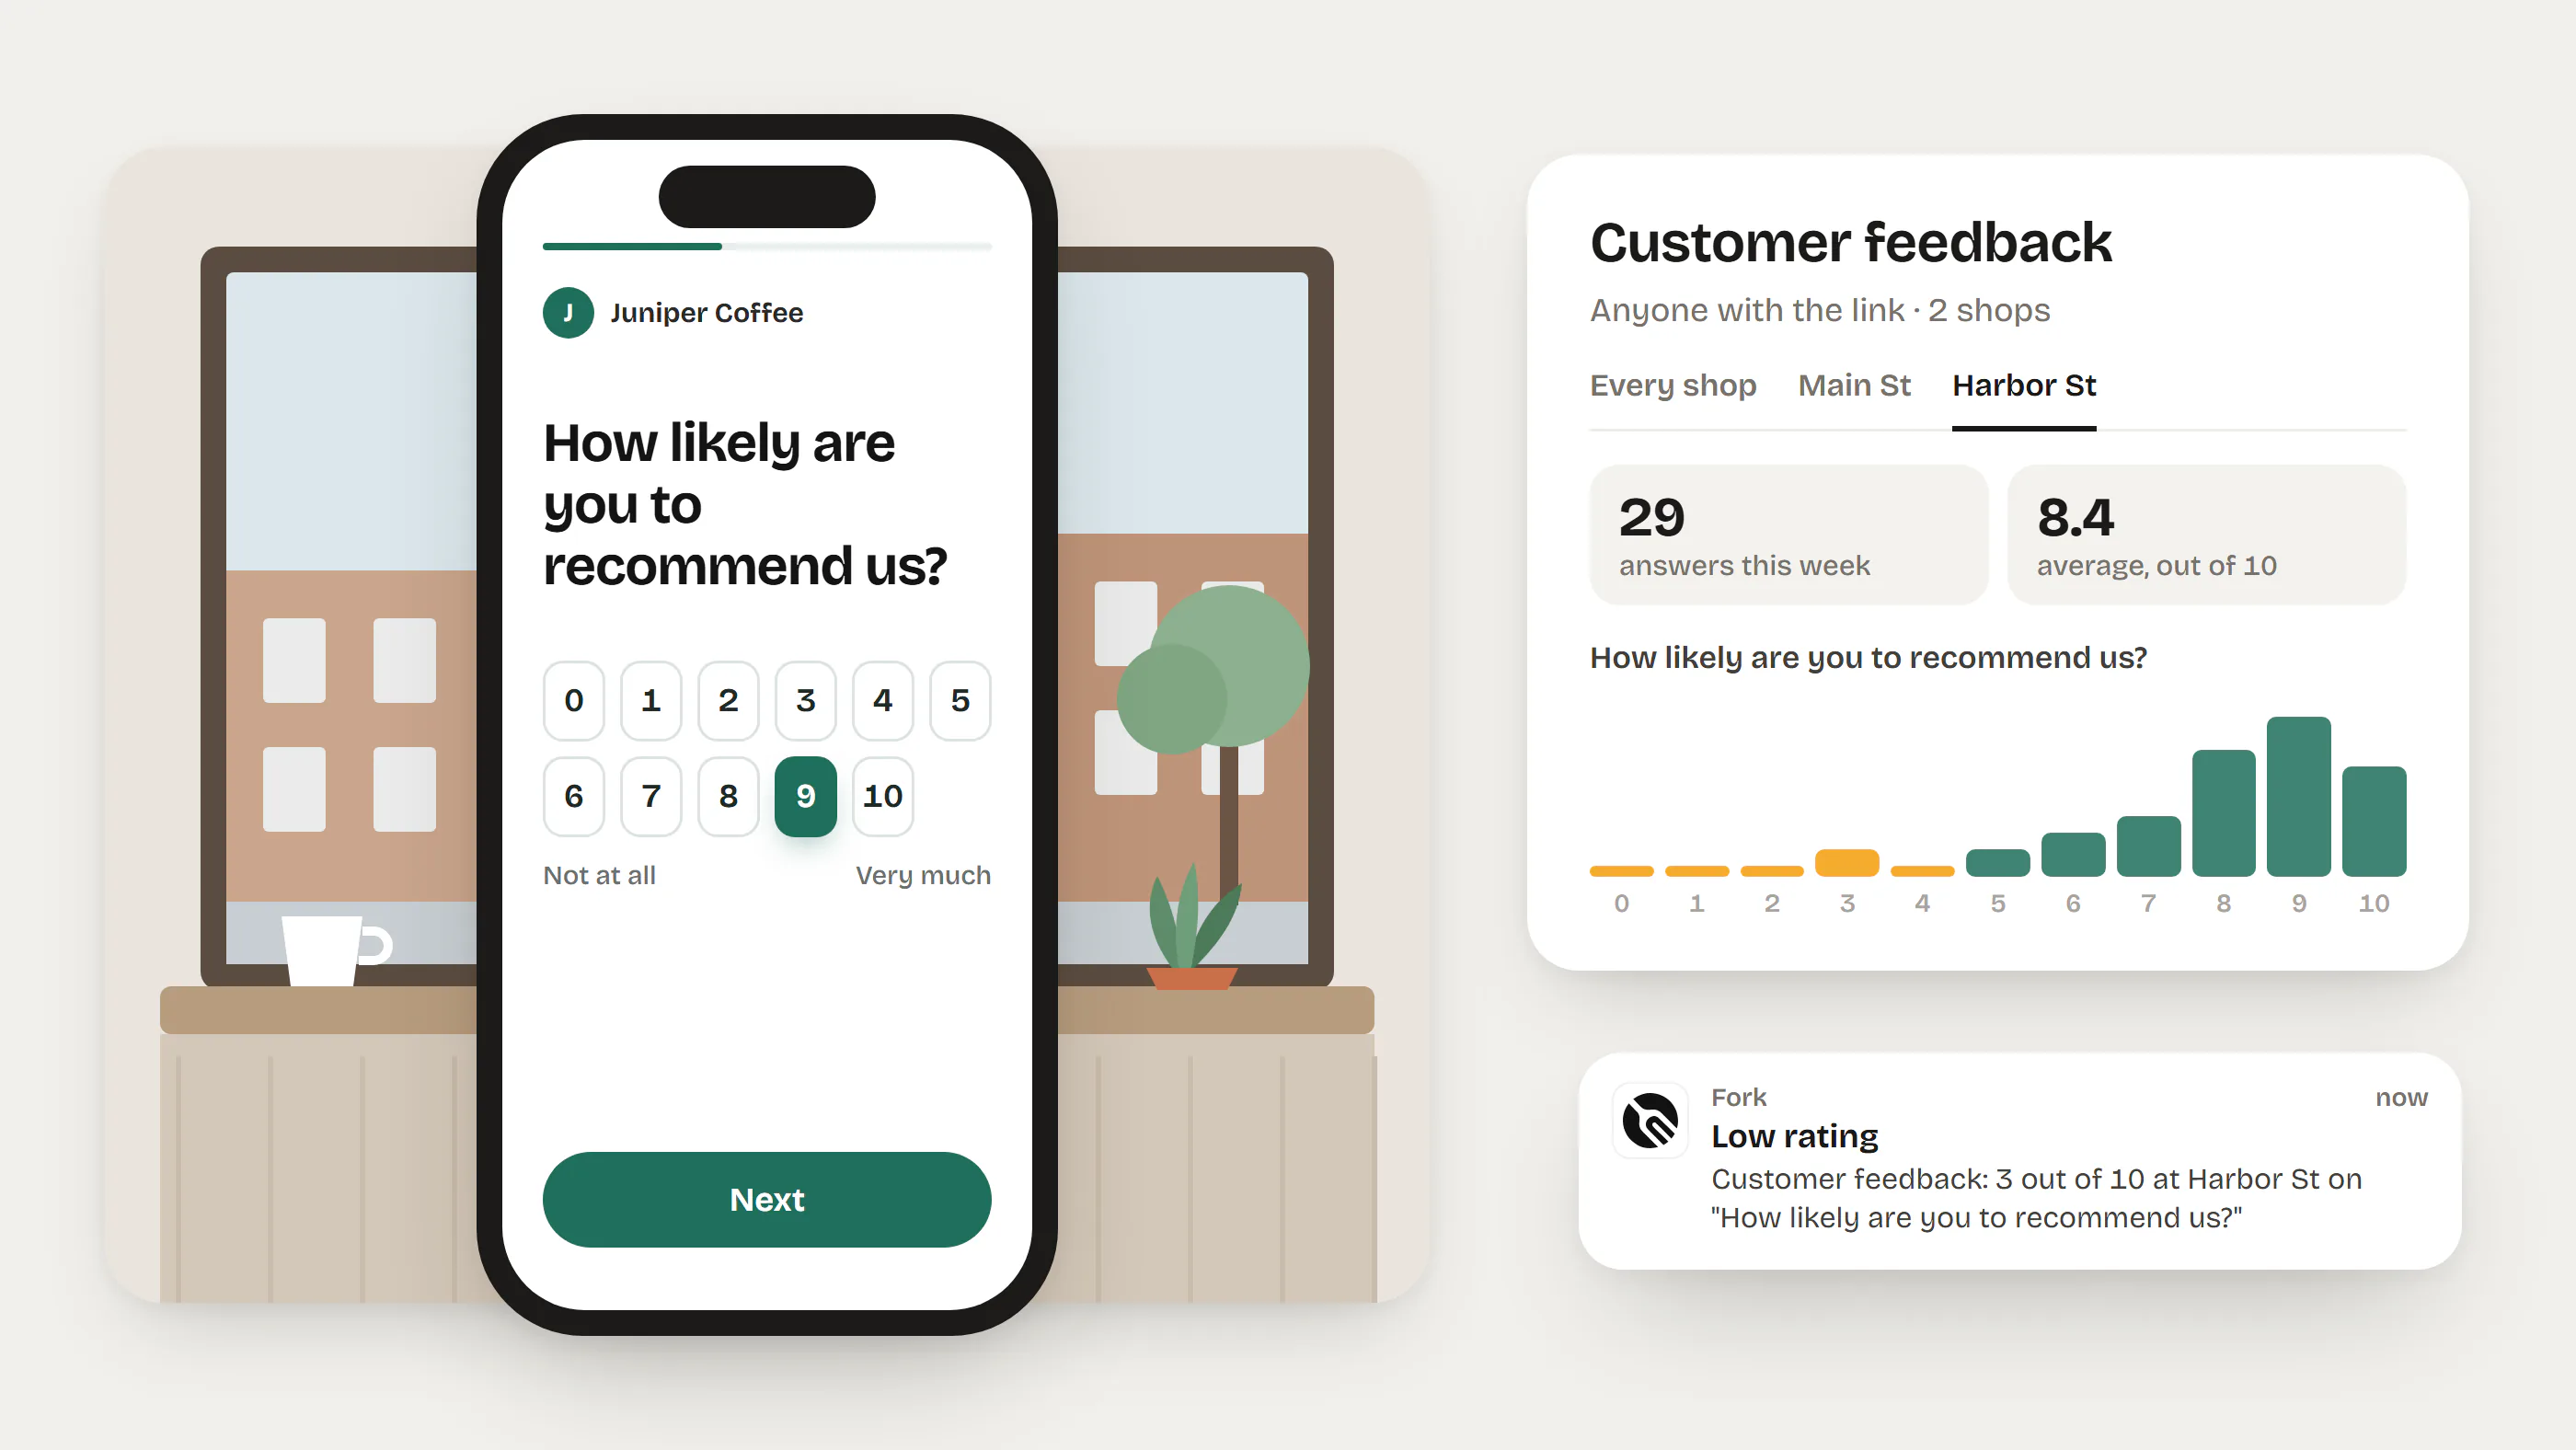 J Juniper Coffee
How likely are
you to
recommend us?
0 1 2 3 4 5
6 7 8 9 10
Not at all Very much
Next
Customer feedback
Anyone with the link · 2 shops
Every shop Main St Harbor St
29 8.4
answers this week average, out of 10
How likely are you to recommend us?
0 1 2 3 4 5 6 7 8 9 10
Fork now
Low rating
Customer feedback: 3 out of 10 at Harbor St on
"How likely are you to recommend us?"